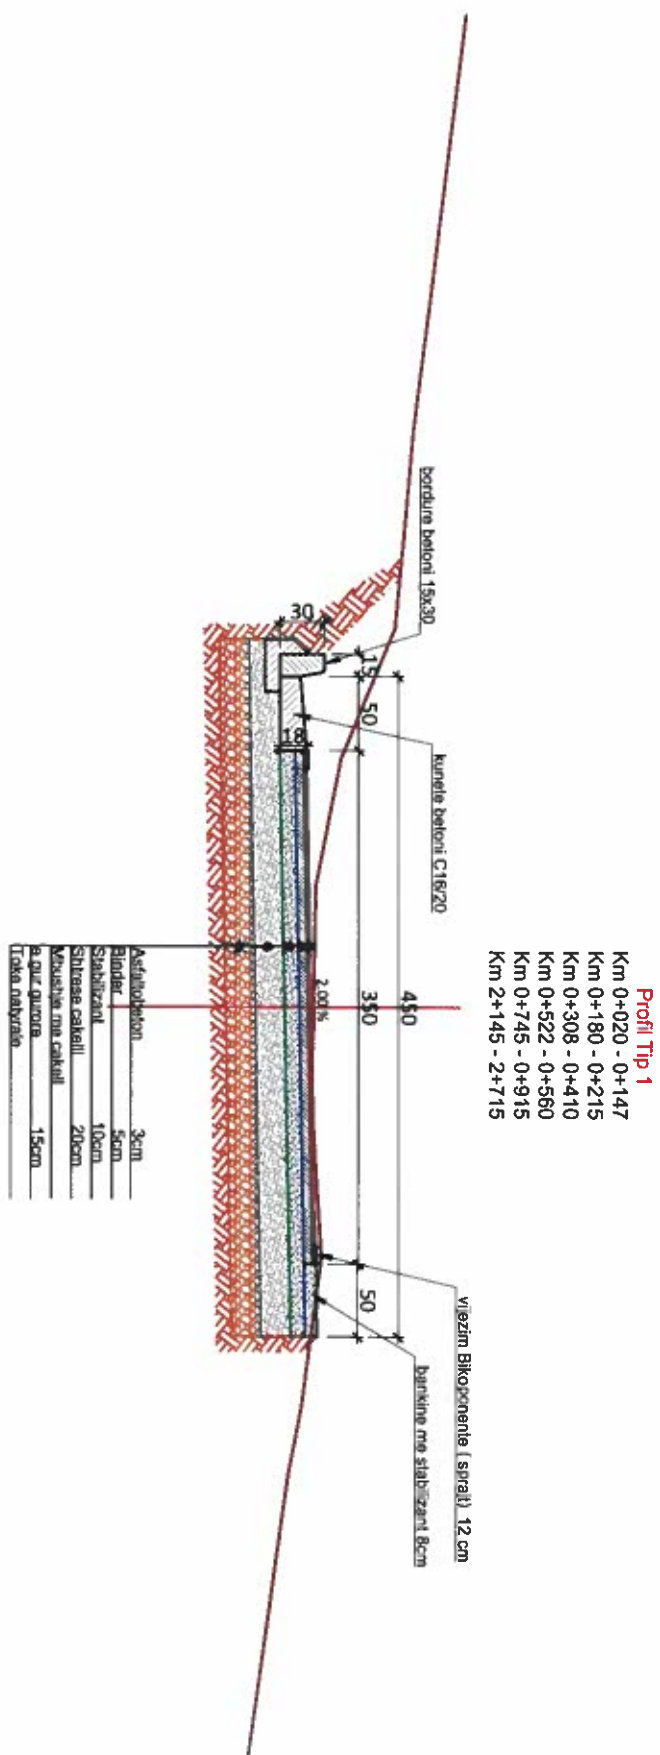 Profil Tip 1
Km 0+020 - 0+147
Km 0+180 - 0+215
Km 0+308 - 0+410
Km 0+522 - 0+560
Km 0+745 - 0+915
Km 2+145 - 2+715
bordure betoni 15x30
kunete betoni C16/20
vijezim Bikoponente ( sprajt) 12 cm
bankine me stabilizant 8cm
450
15
50
350
50
30
18
2.00%
Asfaltobeton 3cm
Binder 5cm
Stabilizant 10cm
Shtrese cakelli 20cm
Mbushje me cakell
e gur gurore 15cm
Toke natyrale